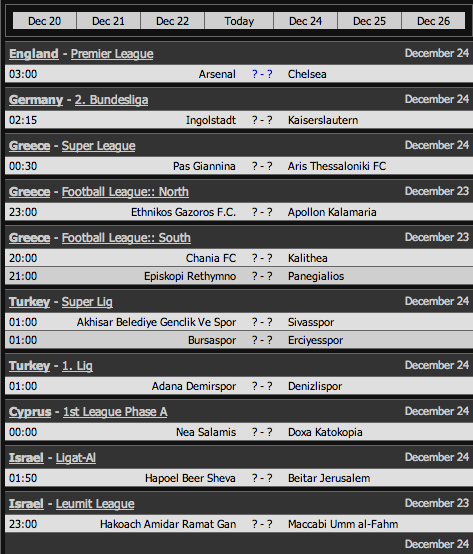 Dec 20 Dec 21 Dec 22 Today Dec 24 Dec 25 Dec 26
England - Premier League December 24
03:00 Arsenal ? - ? Chelsea
Germany - 2. Bundesliga December 24
02:15 Ingolstadt ? - ? Kaiserslautern
Greece - Super League December 24
00:30 Pas Giannina ? - ? Aris Thessaloniki FC
Greece - Football League:: North December 23
23:00 Ethnikos Gazoros F.C. ? - ? Apollon Kalamaria
Greece - Football League:: South December 23
20:00 Chania FC ? - ? Kalithea
21:00 Episkopi Rethymno ? - ? Panegialios
Turkey - Super Lig December 24
01:00 Akhisar Belediye Genclik Ve Spor ? - ? Sivasspor
01:00 Bursaspor ? - ? Erciyesspor
Turkey - 1. Lig December 24
01:00 Adana Demirspor ? - ? Denizlispor
Cyprus - 1st League Phase A December 24
00:00 Nea Salamis ? - ? Doxa Katokopia
Israel - Ligat-Al December 24
01:50 Hapoel Beer Sheva ? - ? Beitar Jerusalem
Israel - Leumit League December 23
23:00 Hakoach Amidar Ramat Gan ? - ? Maccabi Umm al-Fahm
December 24